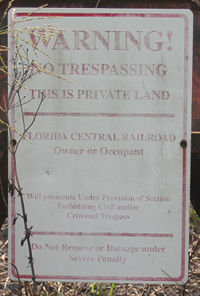 WARNING!
NO TRESPASSING
THIS IS PRIVATE LAND
FLORIDA CENTRAL RAILROAD
Owner or Occupant
Will prosecute Under Provision of Section
Forbidding Civil and/or
Criminal Trespass
Do Not Remove or Damage under
Severe Penalty